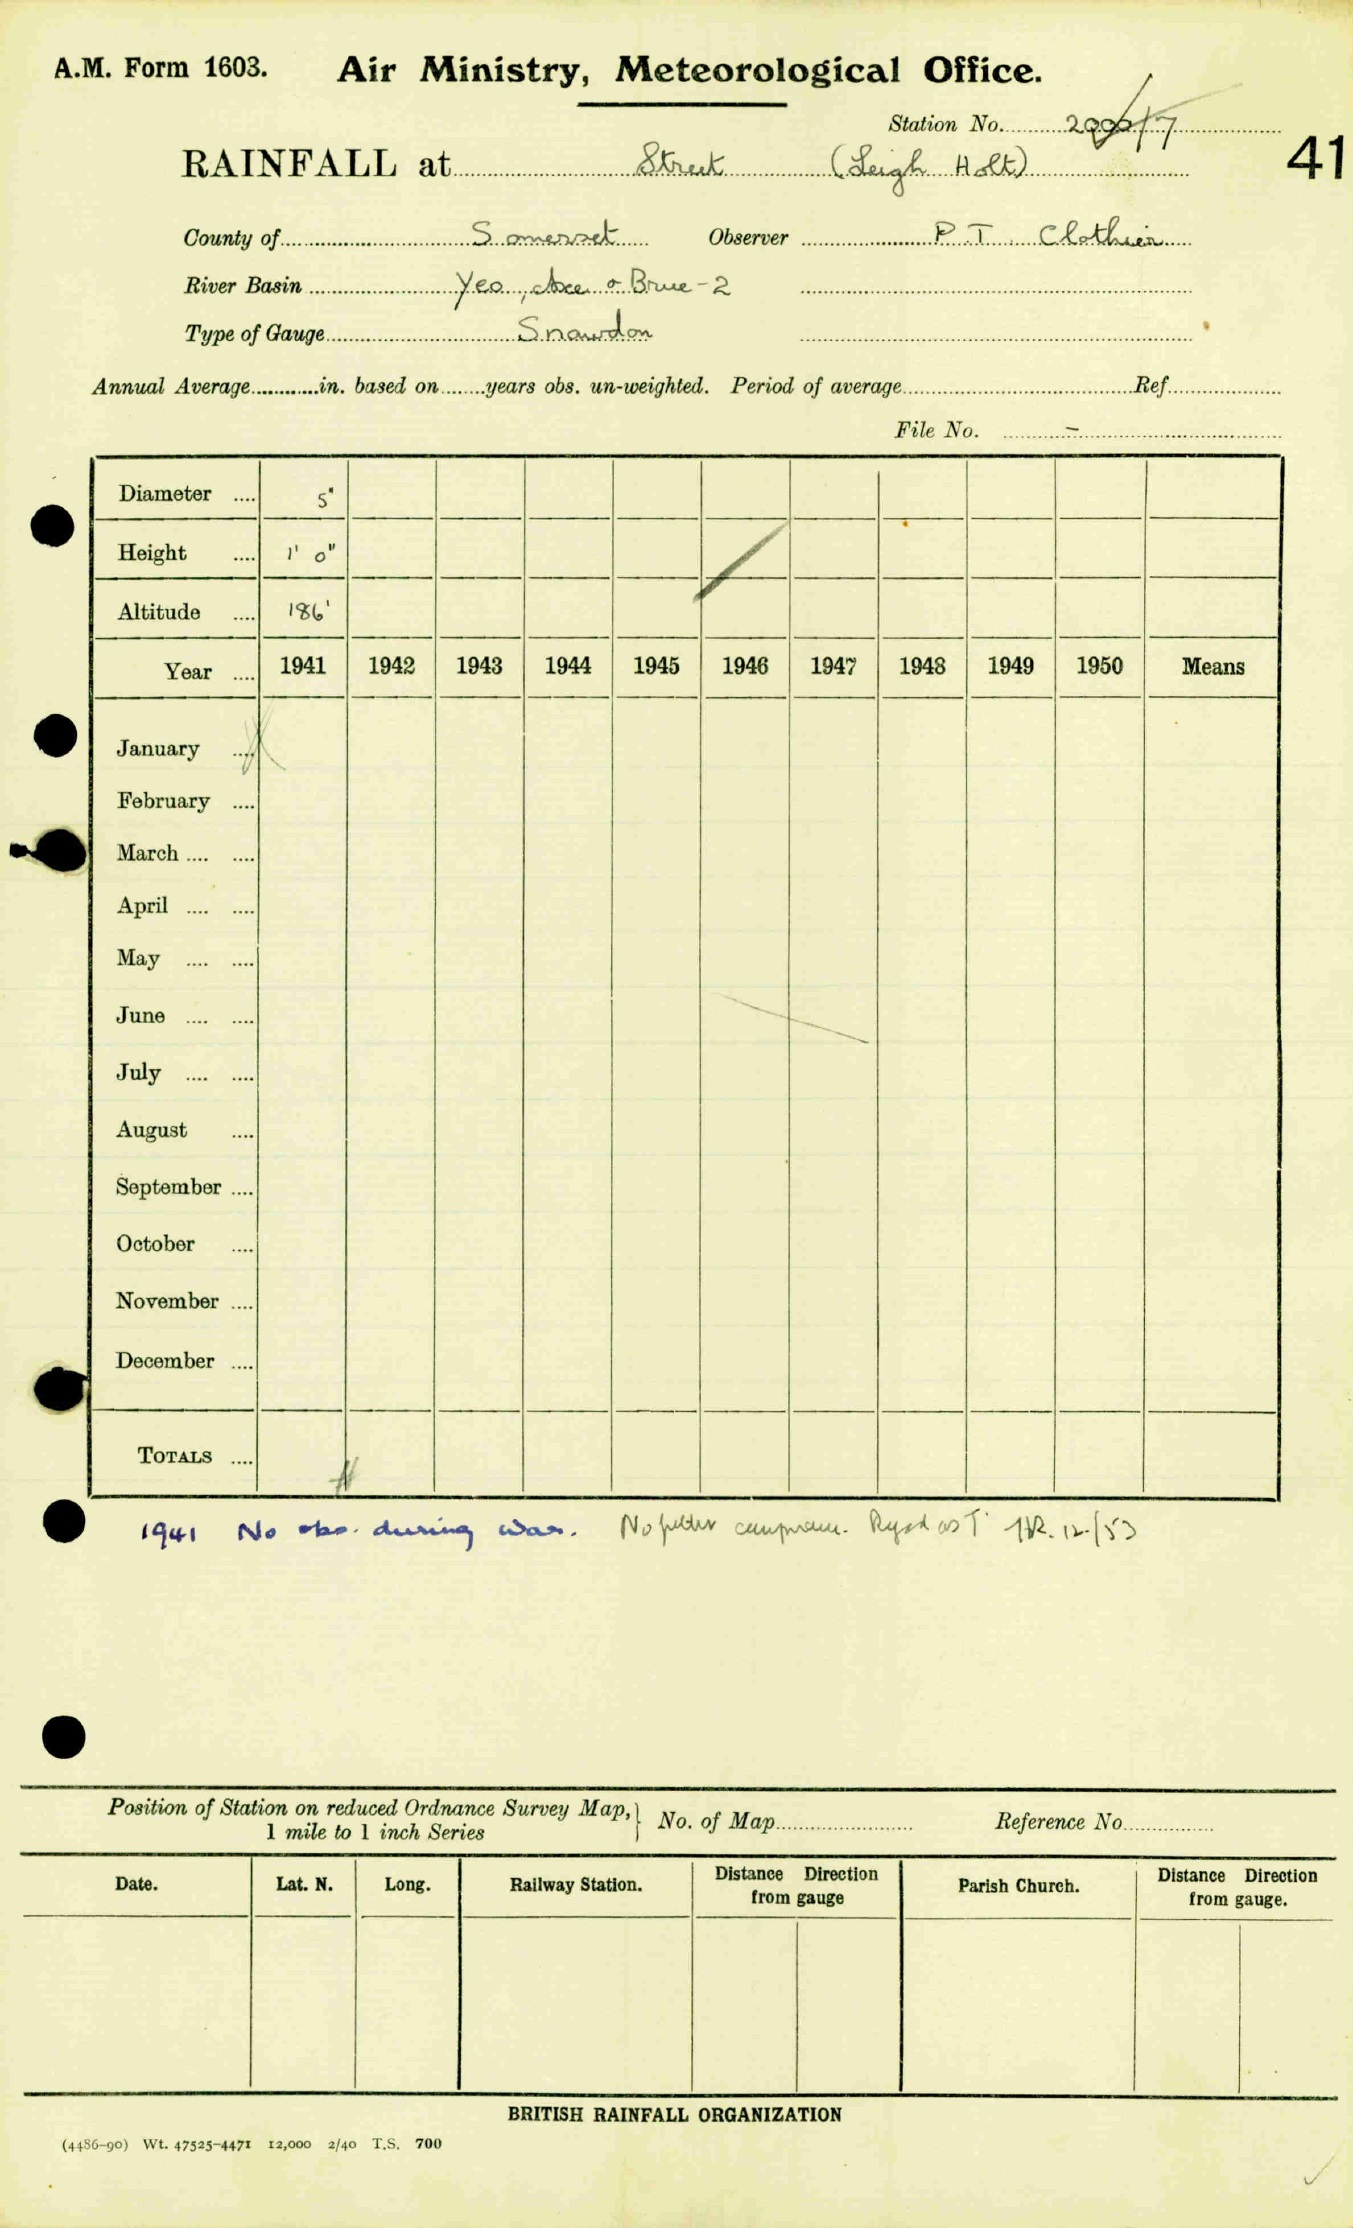 A.M. Form 1603. Air Ministry, Meteorological Office.
Station No. 2000/7
41
RAINFALL at Street (Leigh Holt)
County of Somerset Observer P. T. Clothier
River Basin Yeo, Axe & Brue - 2
Type of Gauge Snowdon
Annual Average............in. based on........years obs. un-weighted. Period of average............Ref............
File No. –
Diameter .... 5"
Height .... 1' 0"
Altitude .... 186'
Year .... 1941 1942 1943 1944 1945 1946 1947 1948 1949 1950 Means
January ....
February ....
March .... ....
April .... ....
May .... ....
June .... ....
July .... ....
August ....
September ....
October ....
November ....
December ....
TOTALS ....
1941 No obs. during war. No 12/53
Position of Station on reduced Ordnance Survey Map, } No. of Map............ Reference No............
1 mile to 1 inch Series
Date. Lat. N. Long. Railway Station. Distance Direction from gauge Parish Church. Distance Direction from gauge.
BRITISH RAINFALL ORGANIZATION
(4486-90) Wt. 47525-4471 12,000 2/40 T.S. 700